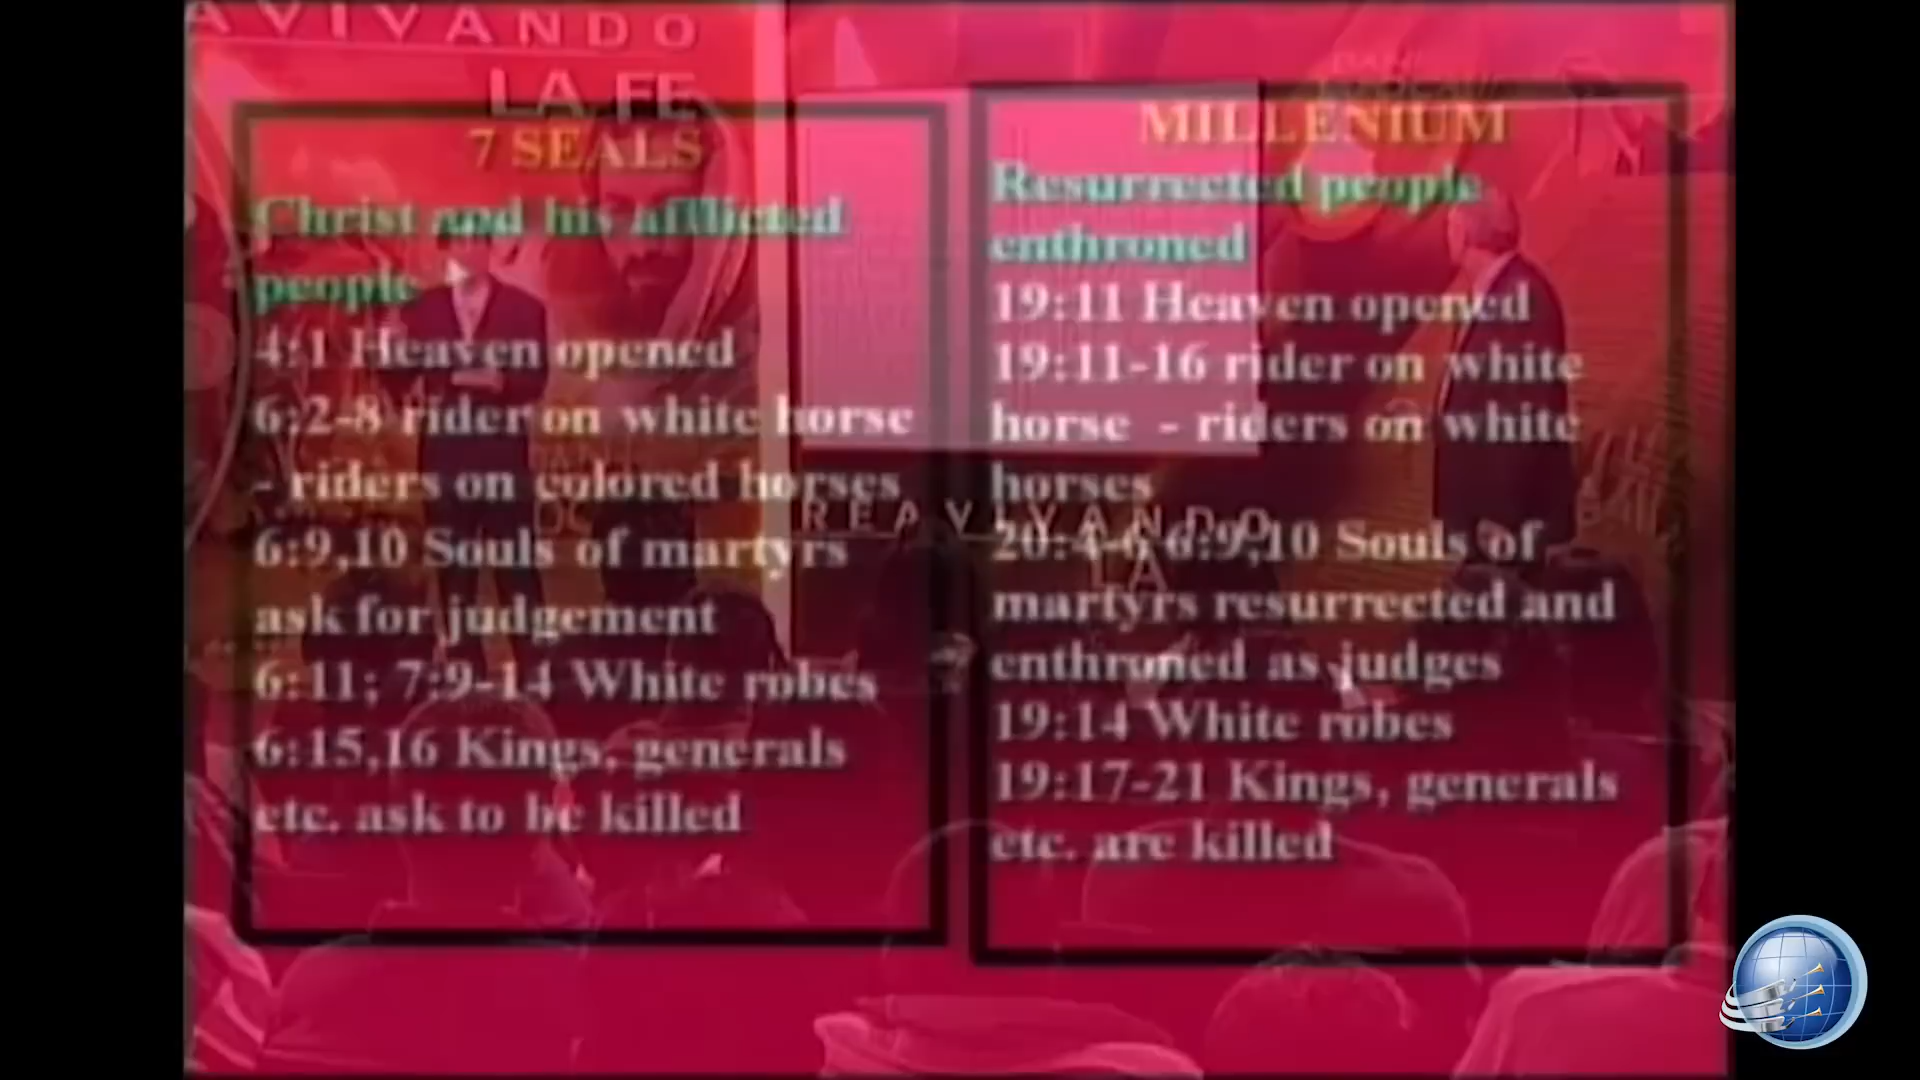 AVIVANDO
LA FE
7 SEALS
Christ and his afflicted
people
4:1 Heaven opened
6:2-8 rider on white horse
- riders on colored horses
6:9,10 Souls of martyrs
ask for judgement
6:11; 7:9-14 White robes
6:15,16 Kings, generals
etc. ask to be killed
MILLENIUM
Resurrected people
enthroned
19:11 Heaven opened
19:11-16 rider on white
horse - riders on white
horses
20:4-6 6:9,10 Souls of
martyrs resurrected and
enthroned as judges
19:14 White robes
19:17-21 Kings, generals
etc. are killed
REAVIVANDO
LA